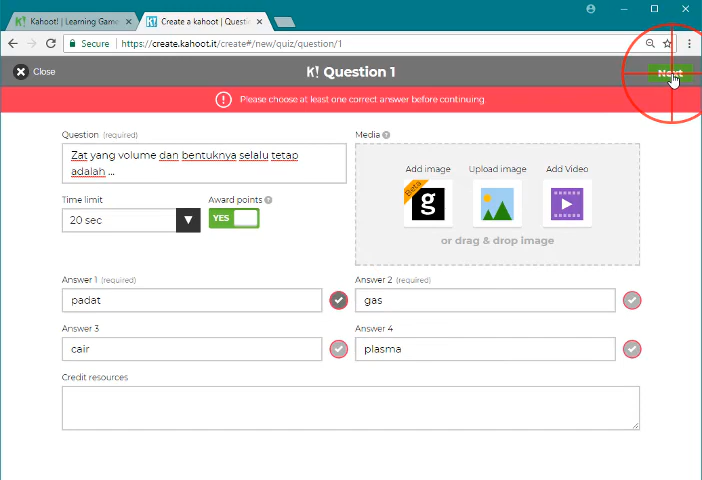 Kahoot! | Learning Game
Create a kahoot | Questi
Secure
https://create.kahoot.it/create#/new/quiz/question/1
Close
K! Question 1
Next
Please choose at least one correct answer before continuing
Question (required)
Zat yang volume dan bentuknya selalu tetap
adalah ...
Media
Add image
Upload image
Add Video
Beta
g
or drag & drop image
Time limit
20 sec
Award points
YES
Answer 1 (required)
padat
Answer 2 (required)
gas
Answer 3
cair
Answer 4
plasma
Credit resources